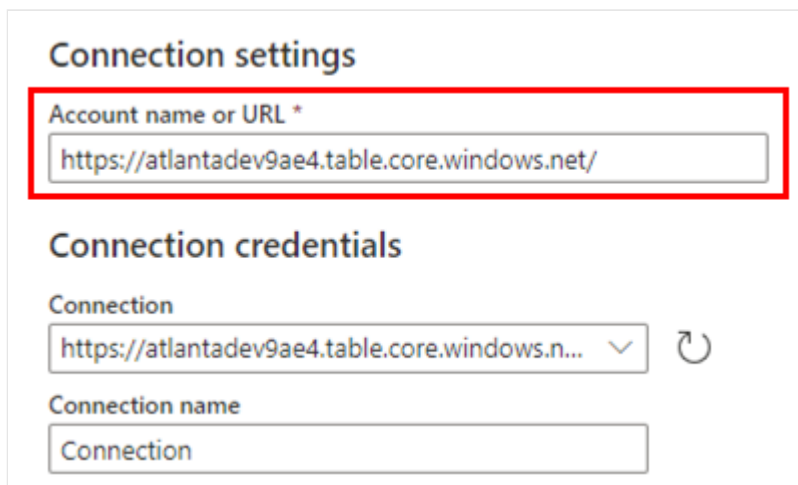 Connection settings
Account name or URL *
https://atlantadev9ae4.table.core.windows.net/
Connection credentials
Connection
https://atlantadev9ae4.table.core.windows.n...
Connection name
Connection